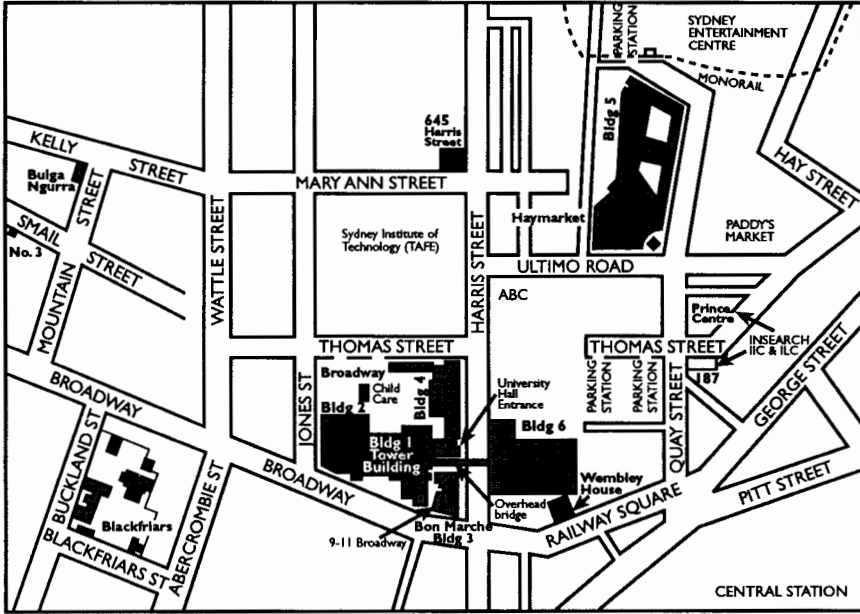 PARKING
STATION
SYDNEY
ENTERTAINMENT
CENTRE
MONORAIL
Bldg 5
645
Harris
Street
KELLY
STREET
Bulga
Ngurra
MARY ANN STREET
HAY STREET
SMAIL
STREET
No. 3
MOUNTAIN
STREET
WATTLE STREET
Sydney Institute of
Technology (TAFE)
HARRIS STREET
Haymarket
PADDY'S
MARKET
ULTIMO ROAD
ABC
Prince
Centre
INSEARCH
IIC & ILC
THOMAS STREET
THOMAS STREET
187
GEORGE STREET
BROADWAY
JONES ST
Broadway
Child
Care
Bldg 4
Bldg 2
University
Hall
Entrance
PARKING
STATION
PARKING
STATION
QUAY STREET
Bldg 1
Tower
Building
Bldg 6
BUCKLAND ST
BROADWAY
Blackfriars
ABERCROMBIE ST
BLACKFRIARS ST
Overhead
bridge
Wembley
House
RAILWAY SQUARE
PITT STREET
9-11 Broadway
Bon Marche
Bldg 3
CENTRAL STATION